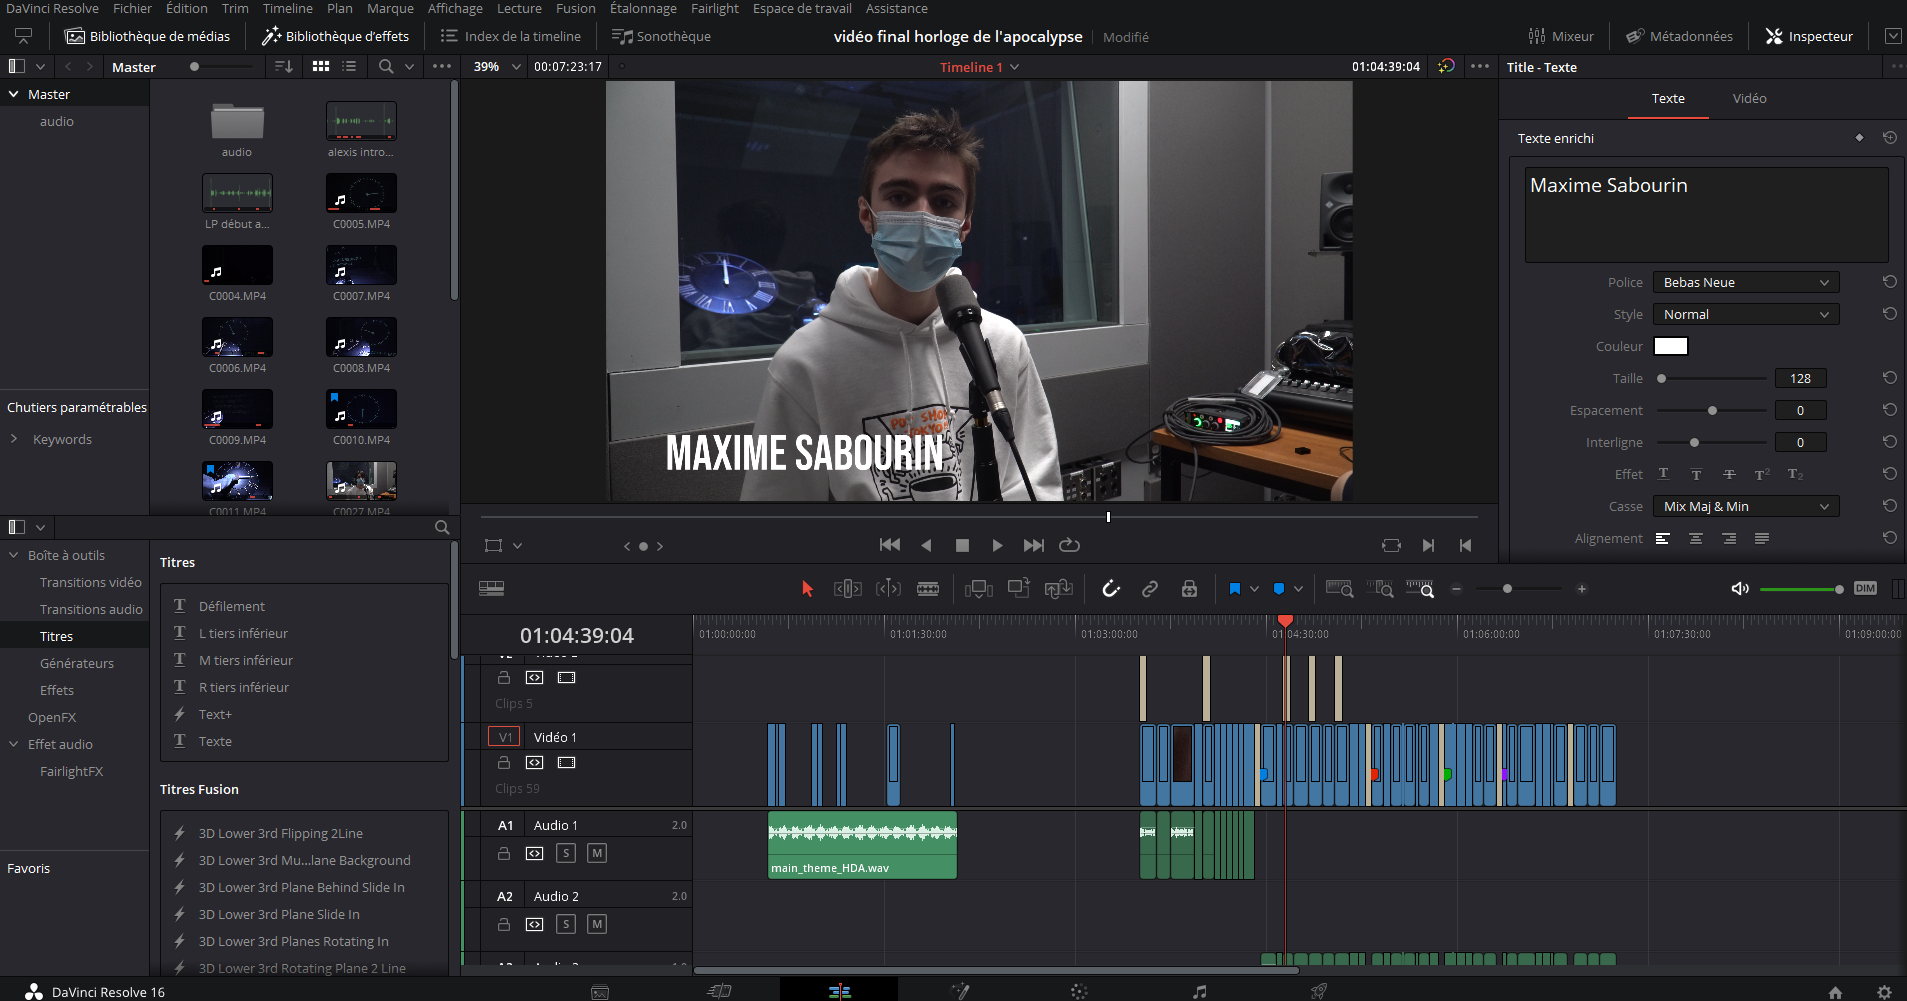 DaVinci Resolve Fichier Édition Trim Timeline Plan Marque Affichage Lecture Fusion Étalonnage Fairlight Espace de travail Assistance
Bibliothèque de médias Bibliothèque d'effets Index de la timeline Sonothèque vidéo final horloge de l'apocalypse Modifié Mixeur Métadonnées Inspecteur
Master 39% 00:07:23:17 Timeline 1 01:04:39:04 Title - Texte
Master
audio
audio
alexis intro...
LP début a...
C0005.MP4
C0004.MP4
C0007.MP4
C0006.MP4
C0008.MP4
C0009.MP4
C0010.MP4
C0011.MP4
C0027.MP4
Chutiers paramétrables
Keywords
MAXIME SABOURIN
Texte Vidéo
Texte enrichi
Maxime Sabourin
Police Bebas Neue
Style Normal
Couleur
Taille 128
Espacement 0
Interligne 0
Effet T T T T² T₂
Casse Mix Maj & Min
Alignement
Boîte à outils
Transitions vidéo
Transitions audio
Titres
Générateurs
Effets
OpenFX
Effet audio
FairlightFX
Favoris
Titres
Défilement
L tiers inférieur
M tiers inférieur
R tiers inférieur
Text+
Texte
Titres Fusion
3D Lower 3rd Flipping 2Line
3D Lower 3rd Mu...lane Background
3D Lower 3rd Plane Behind Slide In
3D Lower 3rd Plane Slide In
3D Lower 3rd Planes Rotating In
3D Lower 3rd Rotating Plane 2 Line
DIM
01:04:39:04 01:00:00:00 01:01:30:00 01:03:00:00 01:04:30:00 01:06:00:00 01:07:30:00 01:09:00:00
Clips 5
V1 Vidéo 1
Clips 59
A1 Audio 1 2.0
S M
main_theme_HDA.wav
A2 Audio 2 2.0
S M
DaVinci Resolve 16